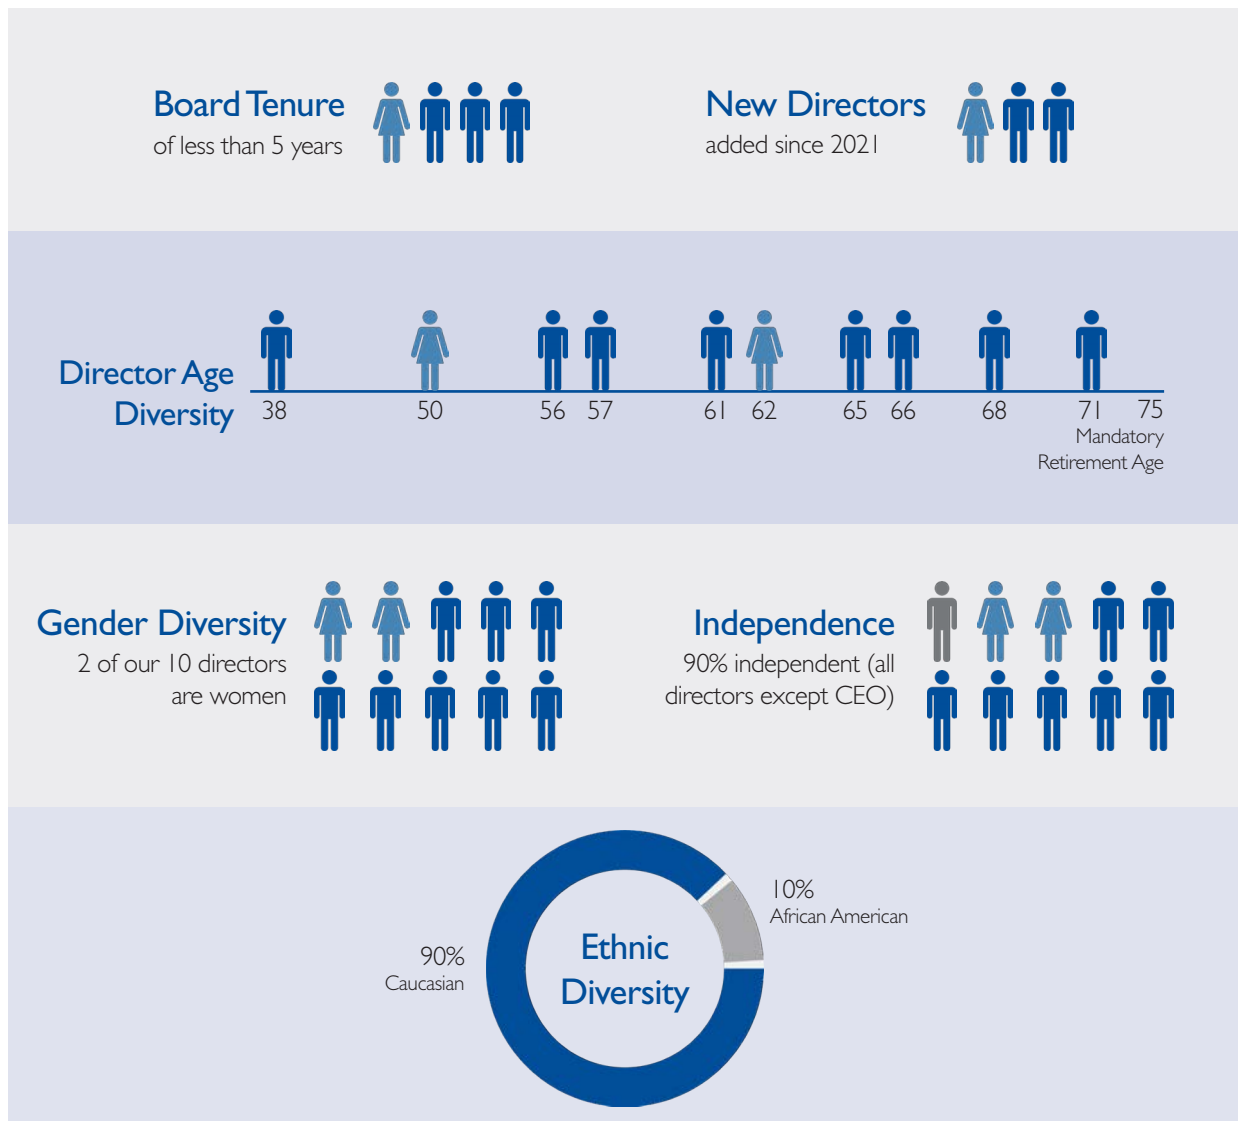 Board Tenure
of less than 5 years
New Directors
added since 2021
Director Age
Diversity
38 50 56 57 61 62 65 66 68 71 75
Mandatory
Retirement Age
Gender Diversity
2 of our 10 directors
are women
Independence
90% independent (all
directors except CEO)
10%
African American
90%
Caucasian
Ethnic
Diversity